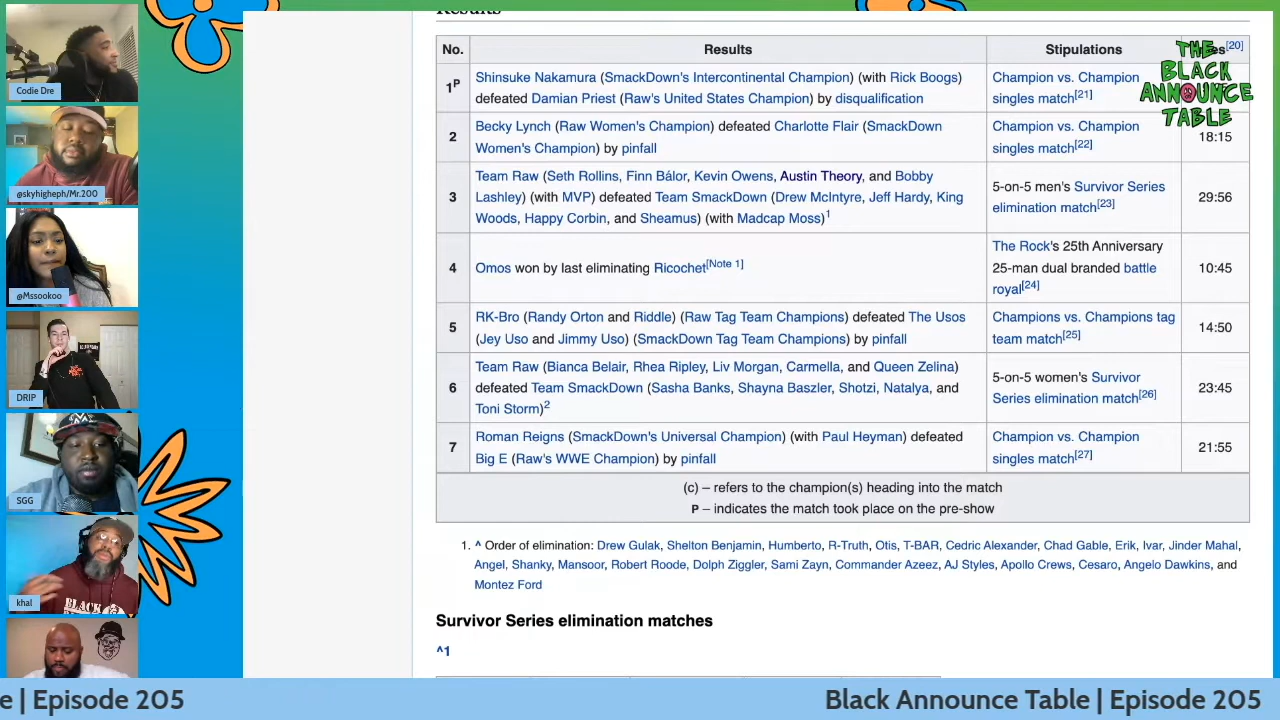 Results
No. Results Stipulations es[20]
THE
BLACK
ANNOUNCE
TABLE
1P Shinsuke Nakamura (SmackDown's Intercontinental Champion) (with Rick Boogs)
defeated Damian Priest (Raw's United States Champion) by disqualification
Champion vs. Champion
singles match[21]
2 Becky Lynch (Raw Women's Champion) defeated Charlotte Flair (SmackDown
Women's Champion) by pinfall
Champion vs. Champion
singles match[22]
18:15
3 Team Raw (Seth Rollins, Finn Bálor, Kevin Owens, Austin Theory, and Bobby
Lashley) (with MVP) defeated Team SmackDown (Drew McIntyre, Jeff Hardy, King
Woods, Happy Corbin, and Sheamus) (with Madcap Moss)1
5-on-5 men's Survivor Series
elimination match[23]
29:56
4 Omos won by last eliminating Ricochet[Note 1]
The Rock's 25th Anniversary
25-man dual branded battle
royal[24]
10:45
5 RK-Bro (Randy Orton and Riddle) (Raw Tag Team Champions) defeated The Usos
(Jey Uso and Jimmy Uso) (SmackDown Tag Team Champions) by pinfall
Champions vs. Champions tag
team match[25]
14:50
6 Team Raw (Bianca Belair, Rhea Ripley, Liv Morgan, Carmella, and Queen Zelina)
defeated Team SmackDown (Sasha Banks, Shayna Baszler, Shotzi, Natalya, and
Toni Storm)2
5-on-5 women's Survivor
Series elimination match[26]
23:45
7 Roman Reigns (SmackDown's Universal Champion) (with Paul Heyman) defeated
Big E (Raw's WWE Champion) by pinfall
Champion vs. Champion
singles match[27]
21:55
(c) – refers to the champion(s) heading into the match
P – indicates the match took place on the pre-show
1. ^ Order of elimination: Drew Gulak, Shelton Benjamin, Humberto, R-Truth, Otis, T-BAR, Cedric Alexander, Chad Gable, Erik, Ivar, Jinder Mahal,
Angel, Shanky, Mansoor, Robert Roode, Dolph Ziggler, Sami Zayn, Commander Azeez, AJ Styles, Apollo Crews, Cesaro, Angelo Dawkins, and
Montez Ford
Survivor Series elimination matches
^1
Codie Dre
@skyhigheph/Mr.200
@Mssookoo
DRIP
SGG
khal
BLACK
e | Episode 205
Black Announce Table | Episode 205